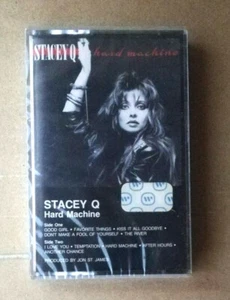 STACEY Q hard machine
STACEY Q
Hard Machine
Side One
GOOD GIRL • FAVORITE THINGS • KISS IT ALL GOODBYE •
DON'T MAKE A FOOL OF YOURSELF • THE RIVER
Side Two
I LOVE YOU • TEMPTATION • HARD MACHINE • AFTER HOURS •
ANOTHER CHANCE
PRODUCED BY JON ST. JAMES